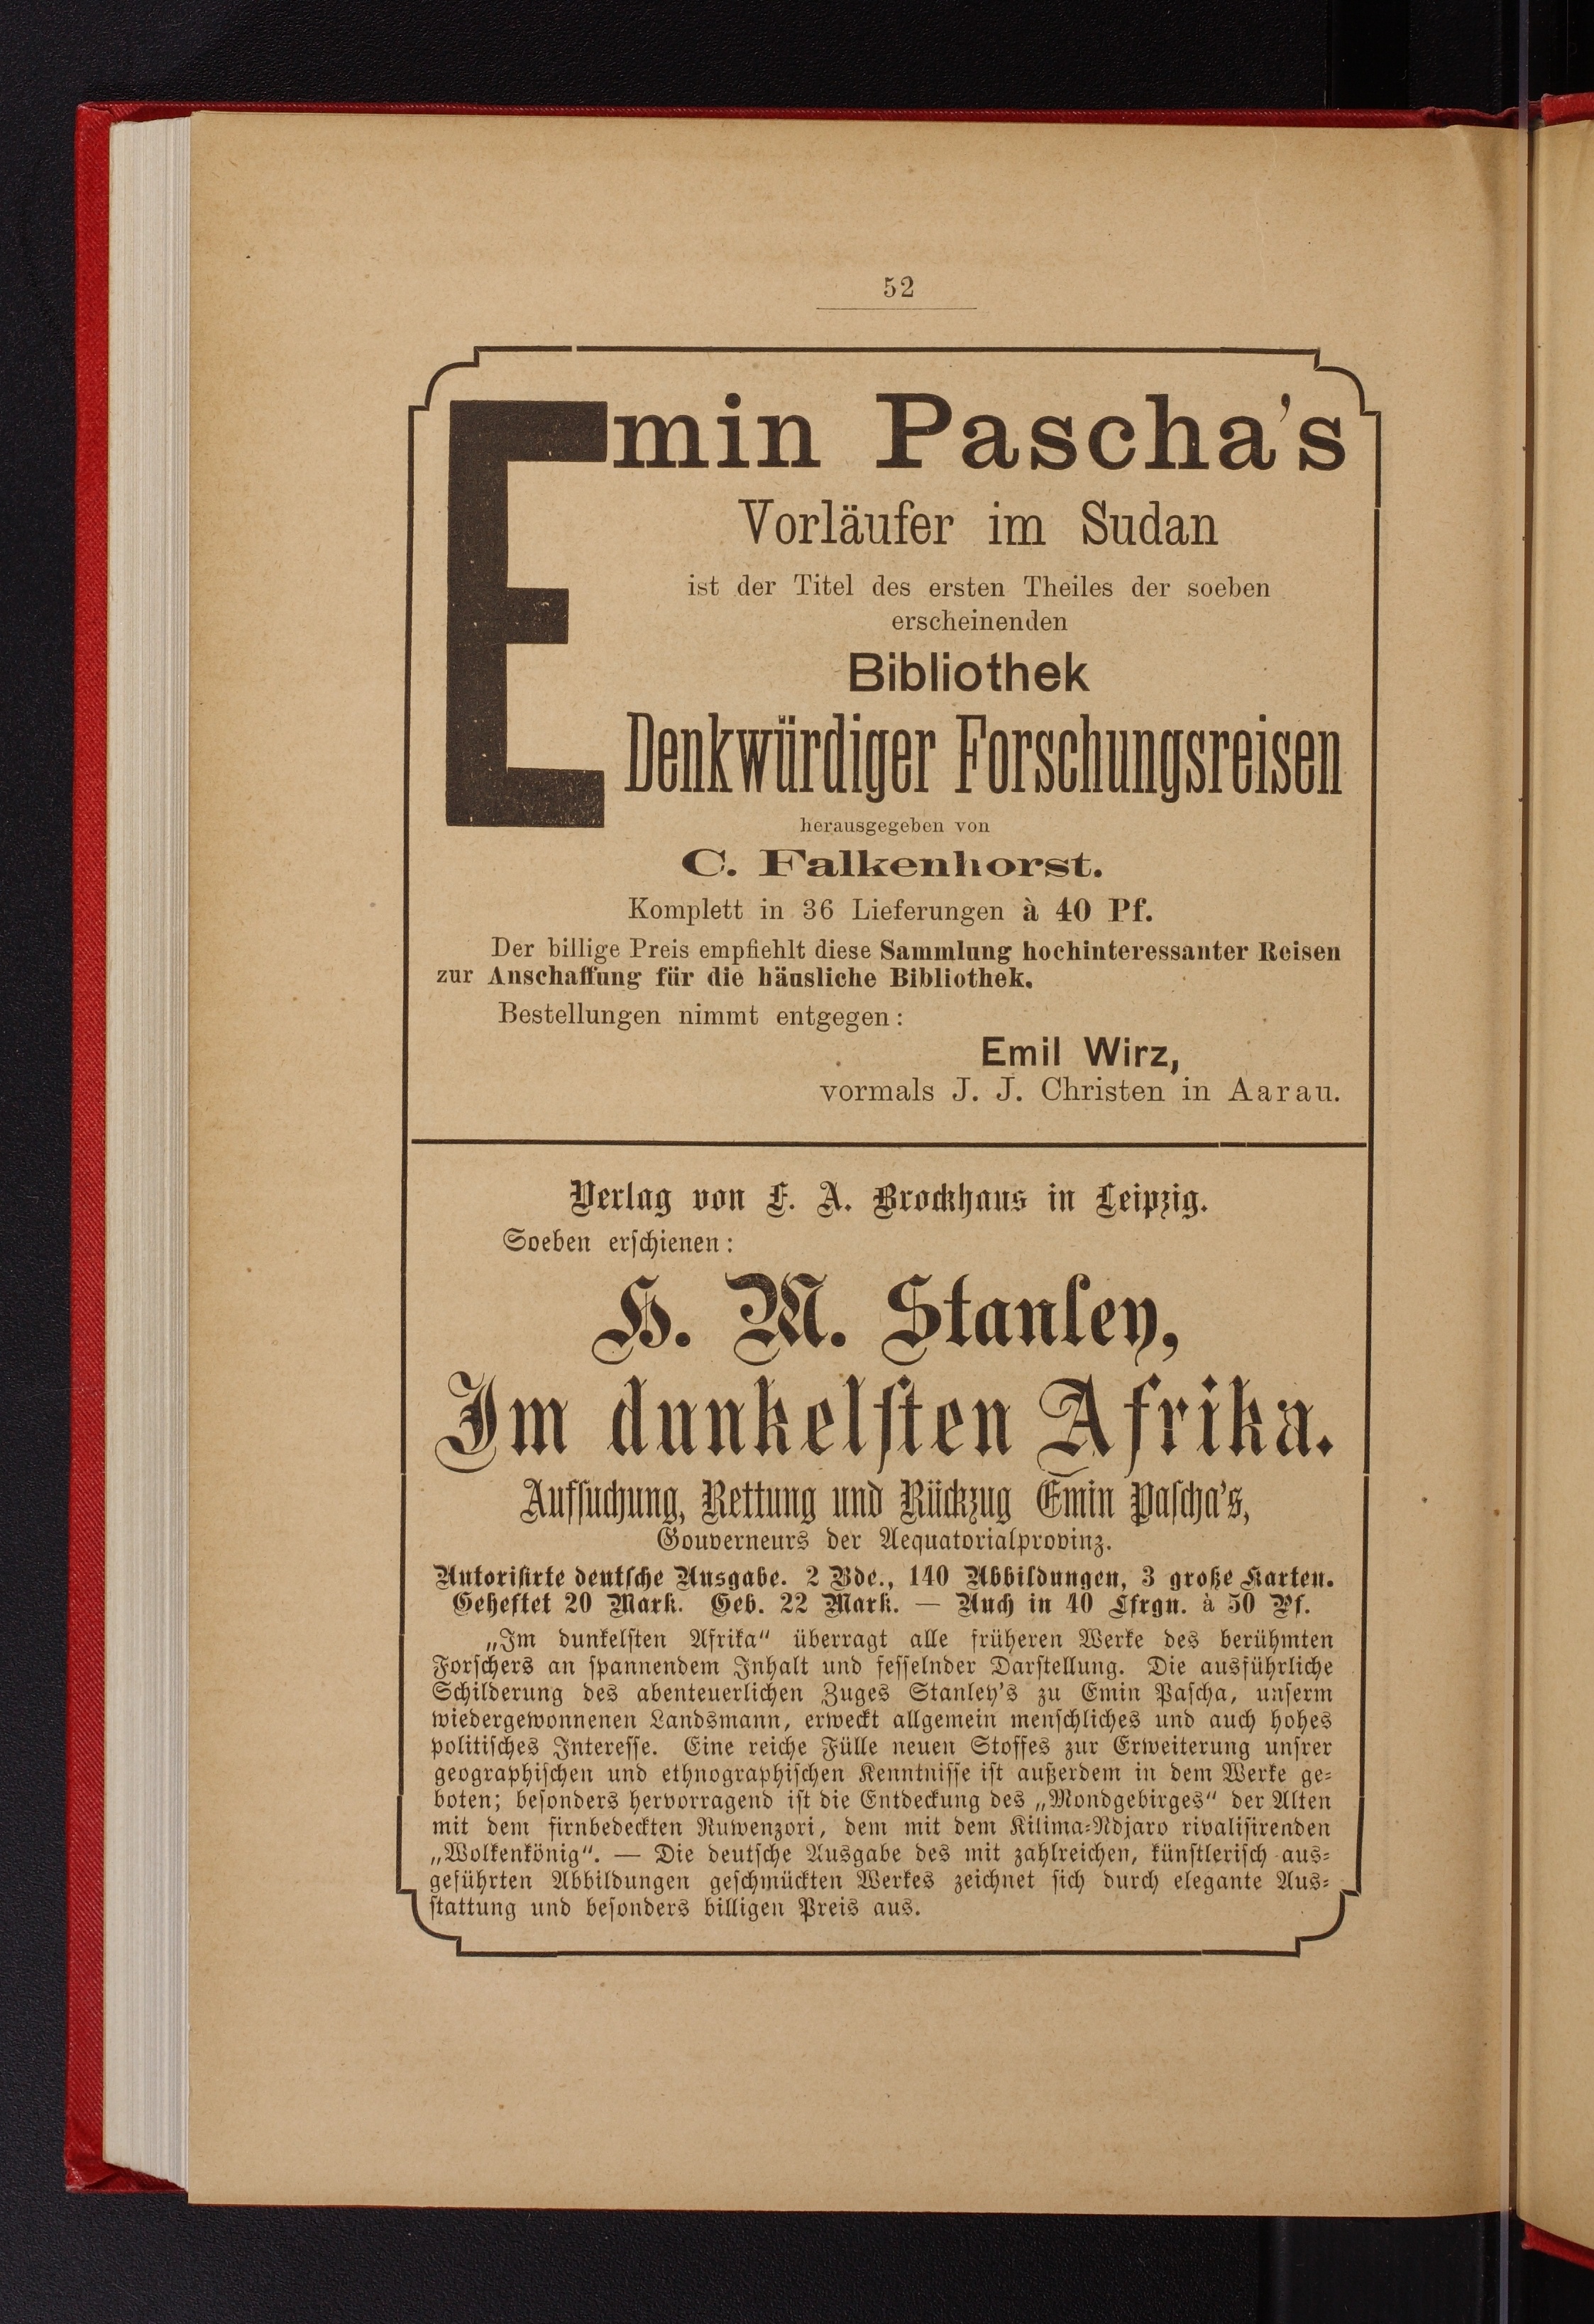 52
Emin Pascha's
Vorläufer im Sudan
ist der Titel des ersten Theiles der soeben
erscheinenden
Bibliothek
Denkwürdiger Forschungsreisen
herausgegeben von
C. Falkenhorst.
Komplett in 36 Lieferungen à 40 Pf.
Der billige Preis empfiehlt diese Sammlung hochinteressanter Reisen
zur Anschaffung für die häusliche Bibliothek.
Bestellungen nimmt entgegen:
Emil Wirz,
vormals J. J. Christen in Aarau.
Verlag von F. A. Brockhaus in Leipzig.
Soeben erſchienen:
H. M. Stanley,
Im dunkelſten Afrika.
Aufſuchung, Rettung und Rückzug Emin Paſcha's,
Gouverneurs der Aequatorialprovinz.
Autoriſirte deutſche Ausgabe. 2 Bde., 140 Abbildungen, 3 große Karten.
Geheftet 20 Mark. Geb. 22 Mark. — Auch in 40 Lfrgn. à 50 Pf.
„Im dunkelſten Afrika“ überragt alle früheren Werke des berühmten
Forſchers an ſpannendem Inhalt und feſſelnder Darſtellung. Die ausführliche
Schilderung des abenteuerlichen Zuges Stanley's zu Emin Paſcha, unſerm
wiedergewonnenen Landsmann, erweckt allgemein menſchliches und auch hohes
politiſches Intereſſe. Eine reiche Fülle neuen Stoffes zur Erweiterung unſrer
geographiſchen und ethnographiſchen Kenntniſſe iſt außerdem in dem Werke ge-
boten; beſonders hervorragend iſt die Entdeckung des „Mondgebirges“ der Alten
mit dem firnbedeckten Ruwenzori, dem mit dem Kilima-Ndjaro rivaliſirenden
„Wolkenkönig“. — Die deutſche Ausgabe des mit zahlreichen, künſtleriſch aus-
geführten Abbildungen geſchmückten Werkes zeichnet ſich durch elegante Aus-
ſtattung und beſonders billigen Preis aus.